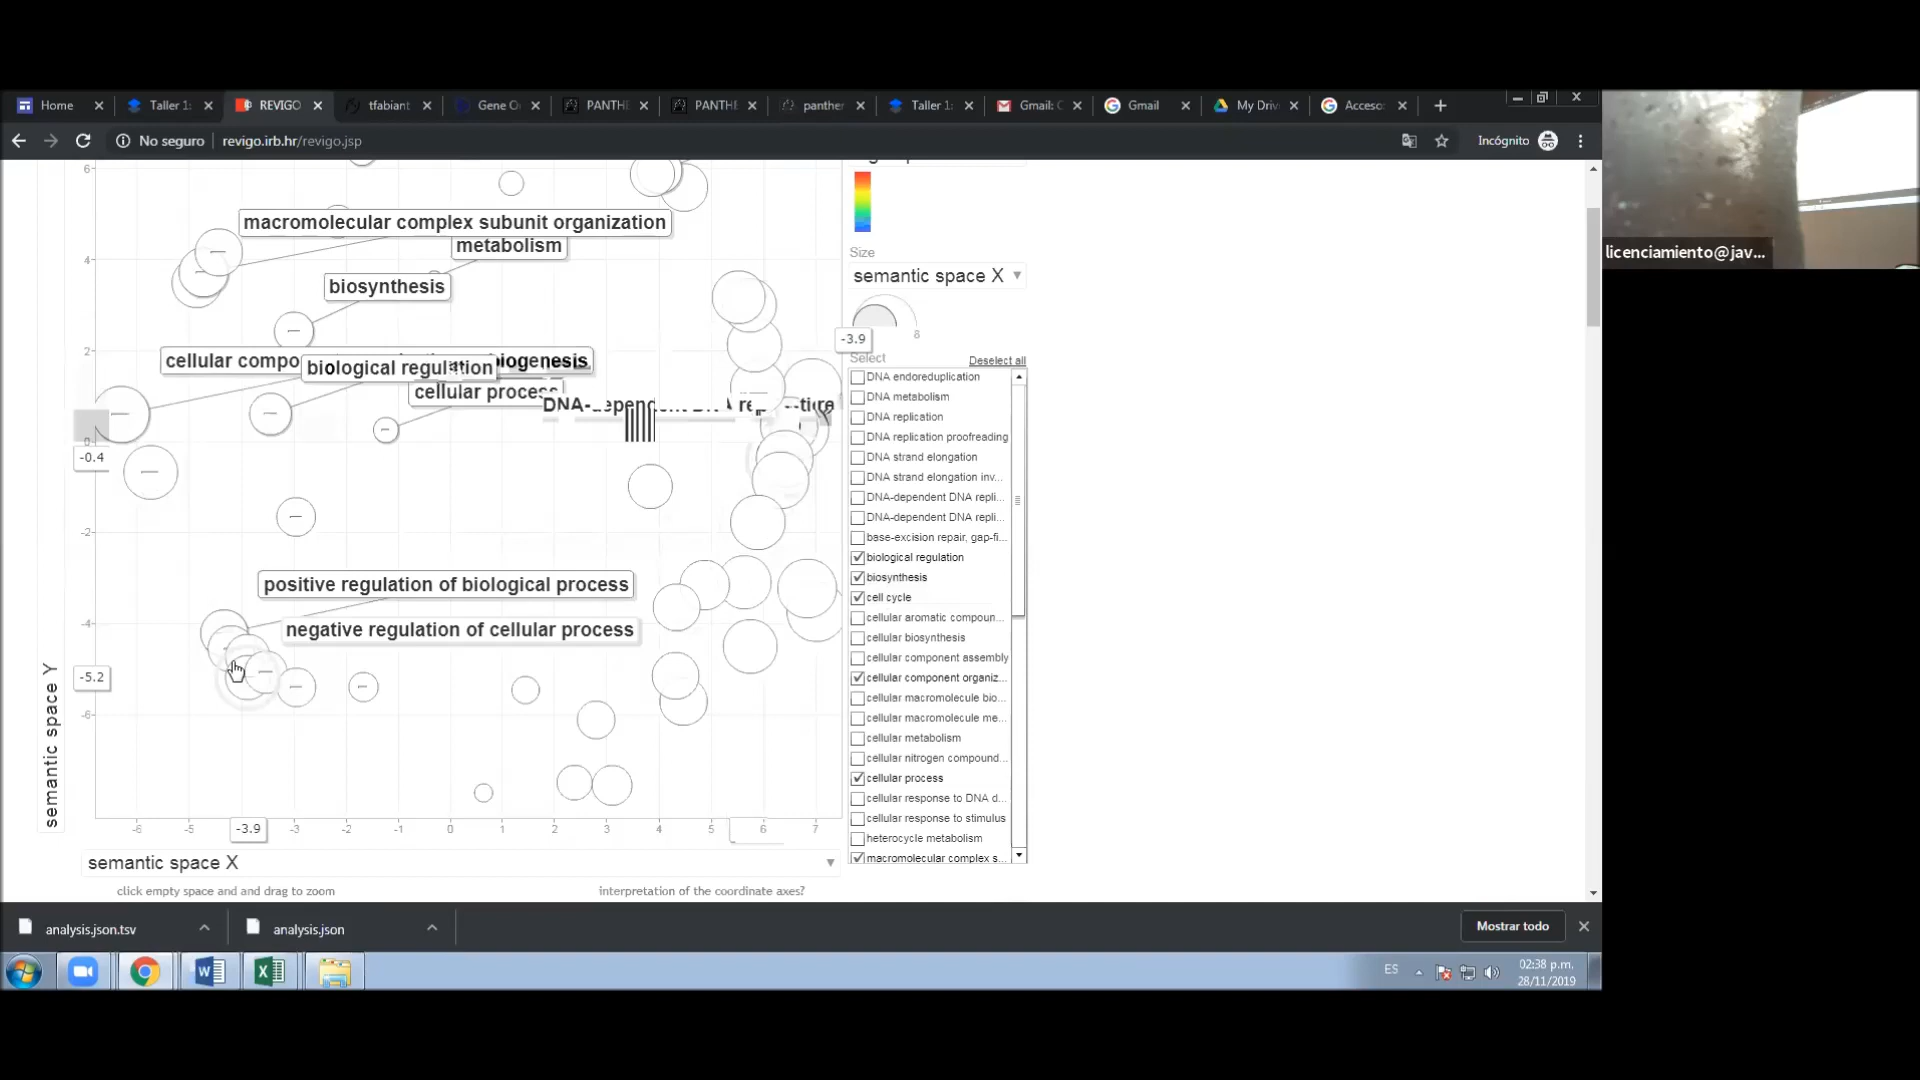 Home
Taller 1:
REVIGO
tfabiant
Gene O
PANTHE
PANTHE
panther
Taller 1:
Gmail: C
Gmail
My Driv
Acceso
No seguro
revigo.irb.hr/revigo.jsp
Incógnito
macromolecular complex subunit organization
metabolism
biosynthesis
cellular compo
biogenesis
biological regulation
cellular process
positive regulation of biological process
negative regulation of cellular process
semantic space Y
6
4
2
0
-2
-4
-6
-0.4
-5.2
-6
-5
-3.9
-3
-2
-1
0
1
2
3
4
5
6
7
semantic space X
click empty space and and drag to zoom
interpretation of the coordinate axes?
Size
semantic space X
8
-3.9
Select
Deselect all
DNA endoreduplication
DNA metabolism
DNA replication
DNA replication proofreading
DNA strand elongation
DNA strand elongation inv...
DNA-dependent DNA repli...
DNA-dependent DNA repli...
base-excision repair, gap-fi...
biological regulation
biosynthesis
cell cycle
cellular aromatic compoun...
cellular biosynthesis
cellular component assembly
cellular component organiz...
cellular macromolecule bio...
cellular macromolecule me...
cellular metabolism
cellular nitrogen compound...
cellular process
cellular response to DNA d...
cellular response to stimulus
heterocycle metabolism
macromolecular complex s...
licenciamiento@jav...
analysis.json.tsv
analysis.json
Mostrar todo
ES
02:38 p.m.
28/11/2019